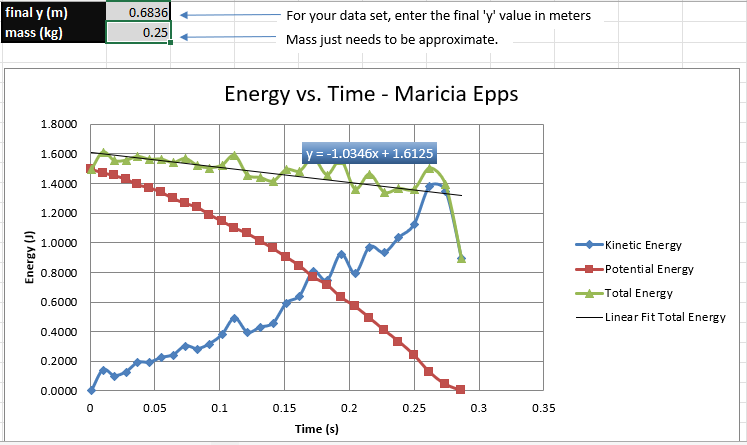 final y (m) 0.6836 For your data set, enter the final 'y' value in meters
mass (kg) 0.25 Mass just needs to be approximate.
Energy vs. Time - Maricia Epps
1.8000
1.6000
1.4000
1.2000
1.0000
0.8000
0.6000
0.4000
0.2000
0.0000
Energy (J)
y = -1.0346x + 1.6125
Kinetic Energy
Potential Energy
Total Energy
Linear Fit Total Energy
0 0.05 0.1 0.15 0.2 0.25 0.3 0.35
Time (s)